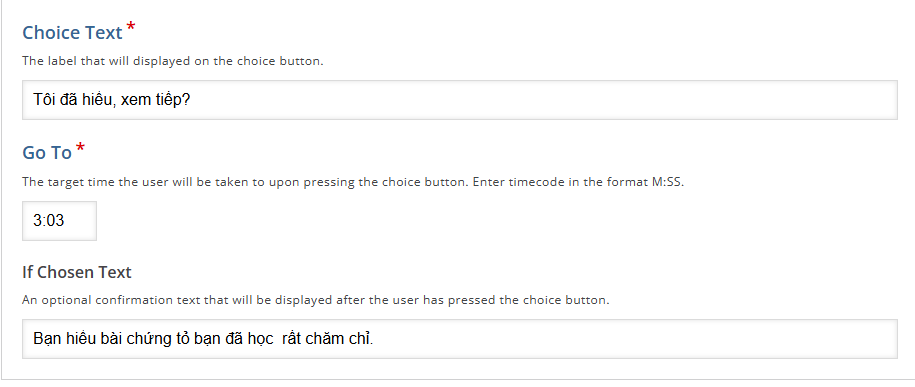 Choice Text *
The label that will displayed on the choice button.
Tôi đã hiểu, xem tiếp?
Go To *
The target time the user will be taken to upon pressing the choice button. Enter timecode in the format M:SS.
3:03
If Chosen Text
An optional confirmation text that will be displayed after the user has pressed the choice button.
Bạn hiểu bài chứng tỏ bạn đã học  rất chăm chỉ.